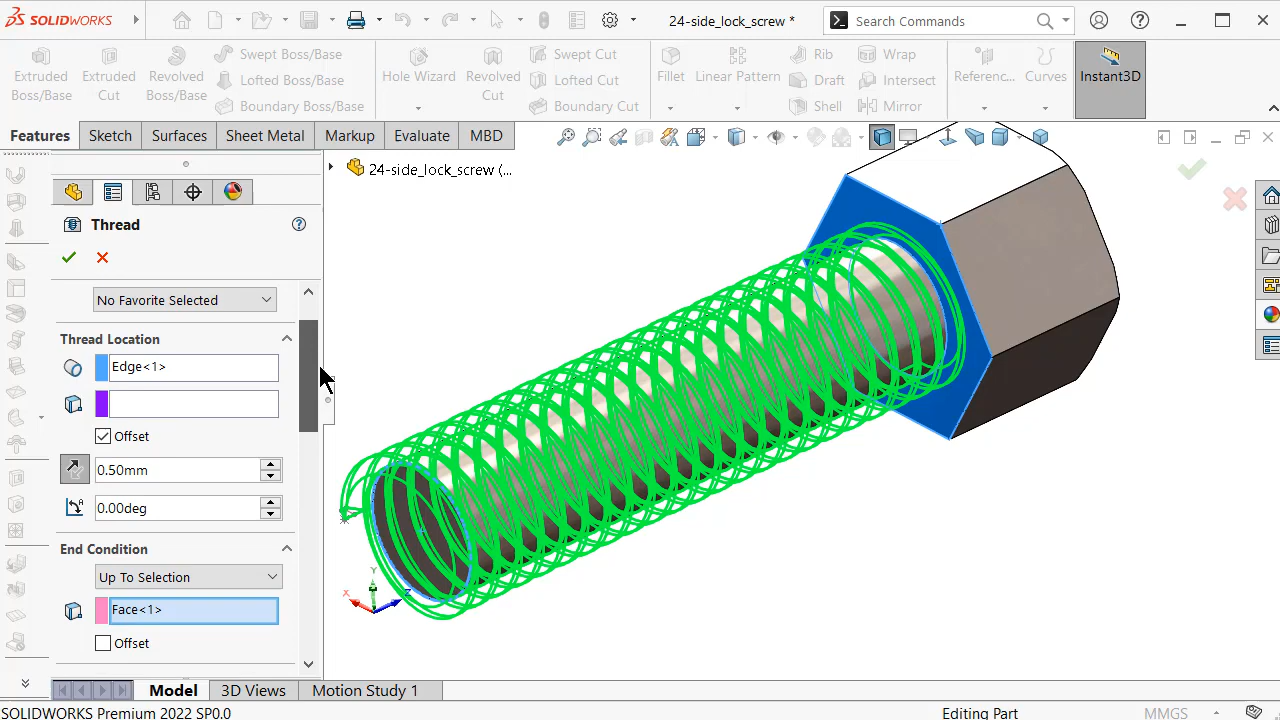 SOLIDWORKS
24-side_lock_screw *
Search Commands
Extruded Boss/Base
Extruded Cut
Revolved Boss/Base
Swept Boss/Base
Lofted Boss/Base
Boundary Boss/Base
Hole Wizard
Revolved Cut
Swept Cut
Lofted Cut
Boundary Cut
Fillet
Linear Pattern
Rib
Draft
Shell
Wrap
Intersect
Mirror
Referenc...
Curves
Instant3D
Features
Sketch
Surfaces
Sheet Metal
Markup
Evaluate
MBD
24-side_lock_screw (...
Thread
No Favorite Selected
Thread Location
Edge<1>
Offset
0.50mm
0.00deg
End Condition
Up To Selection
Face<1>
Offset
Y
X
Z
Model
3D Views
Motion Study 1
SOLIDWORKS Premium 2022 SP0.0
Editing Part
MMGS